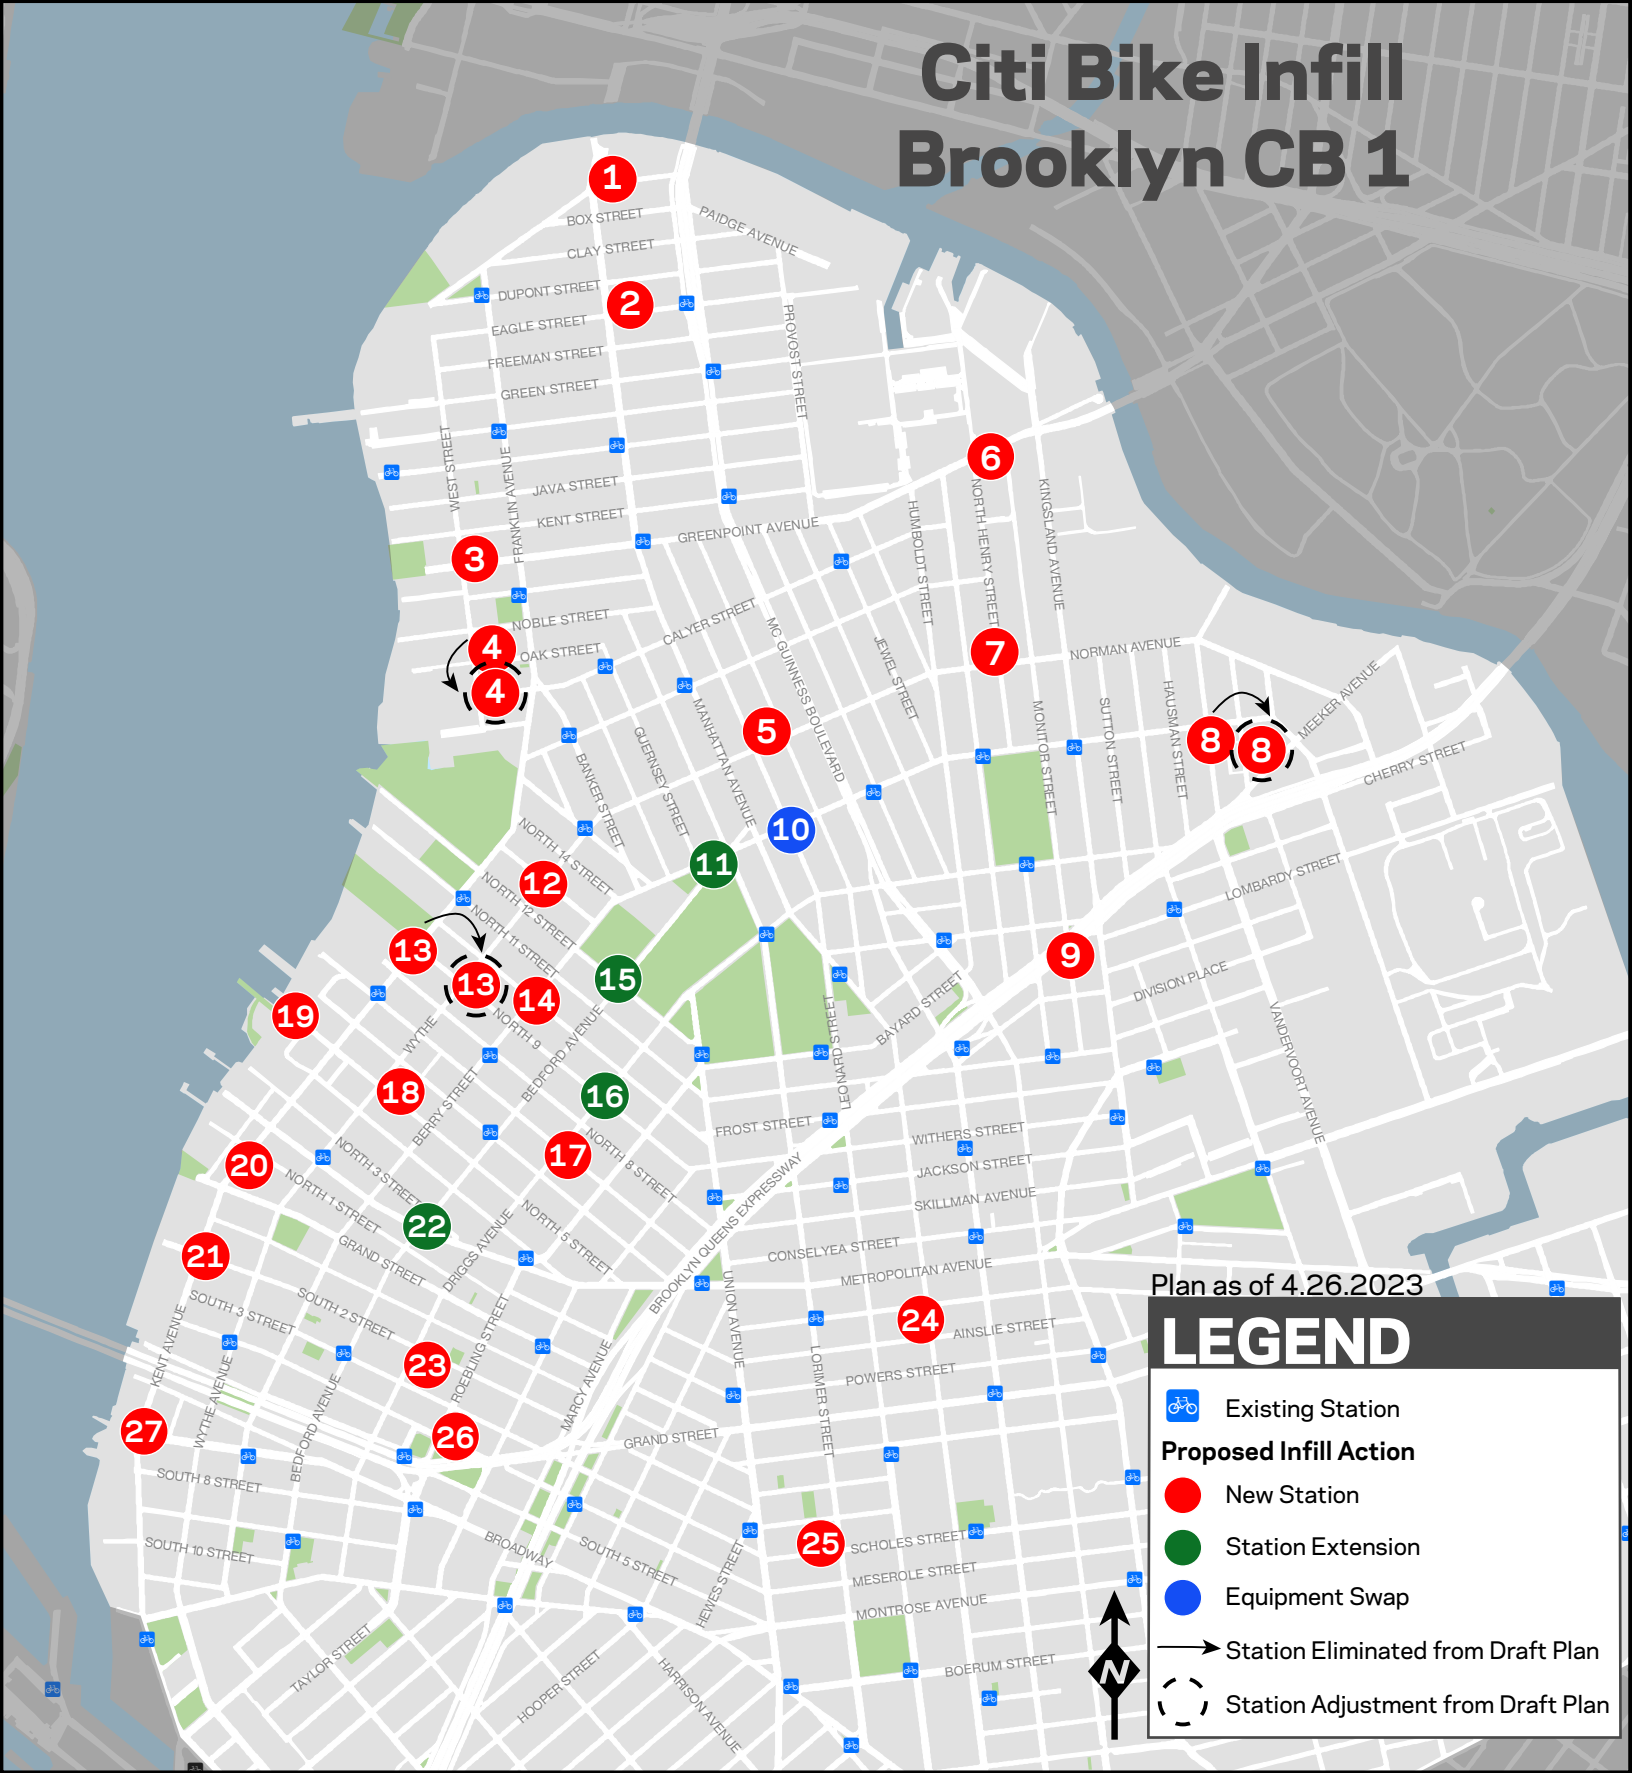 Citi Bike Infill
Brooklyn CB 1
1
BOX STREET
PAIDGE AVENUE
CLAY STREET
DUPONT STREET
2
EAGLE STREET
PROVOST STREET
FREEMAN STREET
GREEN STREET
WEST STREET
FRANKLIN AVENUE
6
JAVA STREET
KENT STREET
GREENPOINT AVENUE
HUMBOLDT STREET
NORTH HENRY STREET
KINGSLAND AVENUE
3
NOBLE STREET
CALYER STREET
4
OAK STREET
4
MC GUINNESS BOULEVARD
JEWEL STREET
7
NORMAN AVENUE
MEEKER AVENUE
HAUSMAN STREET
SUTTON STREET
MONITOR STREET
MANHATTAN AVENUE
GUERNSEY STREET
BANKER STREET
5
8
8
CHERRY STREET
10
NORTH 14 STREET
11
12
NORTH 12 STREET
NORTH 11 STREET
LOMBARDY STREET
13
13
14
15
9
DIVISION PLACE
19
WYTHE
NORTH 9
BEDFORD AVENUE
LEONARD STREET
BAYARD STREET
VANDERVOORT AVENUE
18
BERRY STREET
16
FROST STREET
WITHERS STREET
17
NORTH 8 STREET
JACKSON STREET
20
NORTH 3 STREET
NORTH 1 STREET
SKILLMAN AVENUE
22
DRIGGS AVENUE
NORTH 5 STREET
BROOKLYN QUEENS EXPRESSWAY
21
GRAND STREET
CONSELYEA STREET
METROPOLITAN AVENUE
SOUTH 3 STREET
SOUTH 2 STREET
UNION AVENUE
24
AINSLIE STREET
KENT AVENUE
WYTHE AVENUE
BEDFORD AVENUE
23
ROEBLING STREET
MARCY AVENUE
LORIMER STREET
POWERS STREET
27
26
GRAND STREET
SOUTH 8 STREET
SOUTH 10 STREET
BROADWAY
SOUTH 5 STREET
HEWES STREET
25
SCHOLES STREET
MESEROLE STREET
MONTROSE AVENUE
TAYLOR STREET
HOOPER STREET
HARRISON AVENUE
BOERUM STREET
N
Plan as of 4.26.2023
LEGEND
Existing Station
Proposed Infill Action
New Station
Station Extension
Equipment Swap
Station Eliminated from Draft Plan
Station Adjustment from Draft Plan